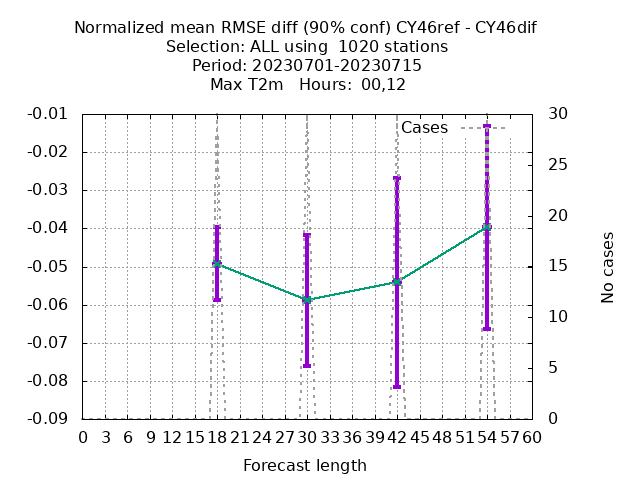 Normalized mean RMSE diff (90% conf) CY46ref - CY46dif
Selection: ALL using  1020 stations
Period: 20230701-20230715
Max T2m   Hours:  00,12
Cases
-0.01
-0.02
-0.03
-0.04
-0.05
-0.06
-0.07
-0.08
-0.09
30
25
20
15
10
5
0
No cases
0 3 6 9 12 15 18 21 24 27 30 33 36 39 42 45 48 51 54 57 60
Forecast length